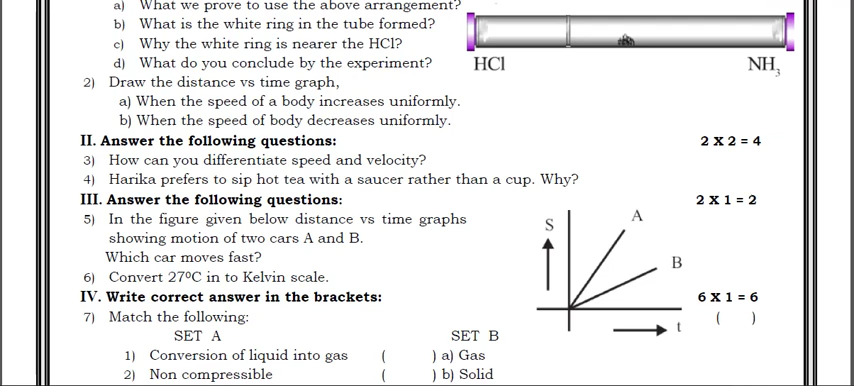 a) What we prove to use the above arrangement?
b) What is the white ring in the tube formed?
c) Why the white ring is nearer the HCl?
d) What do you conclude by the experiment?
HCl NH3
2) Draw the distance vs time graph,
a) When the speed of a body increases uniformly.
b) When the speed of body decreases uniformly.
II. Answer the following questions: 2 X 2 = 4
3) How can you differentiate speed and velocity?
4) Harika prefers to sip hot tea with a saucer rather than a cup. Why?
III. Answer the following questions: 2 X 1 = 2
5) In the figure given below distance vs time graphs
showing motion of two cars A and B.
Which car moves fast?
S A B t
6) Convert 27⁰C in to Kelvin scale.
IV. Write correct answer in the brackets: 6 X 1 = 6
7) Match the following: ( )
SET A SET B
1) Conversion of liquid into gas ( ) a) Gas
2) Non compressible ( ) b) Solid